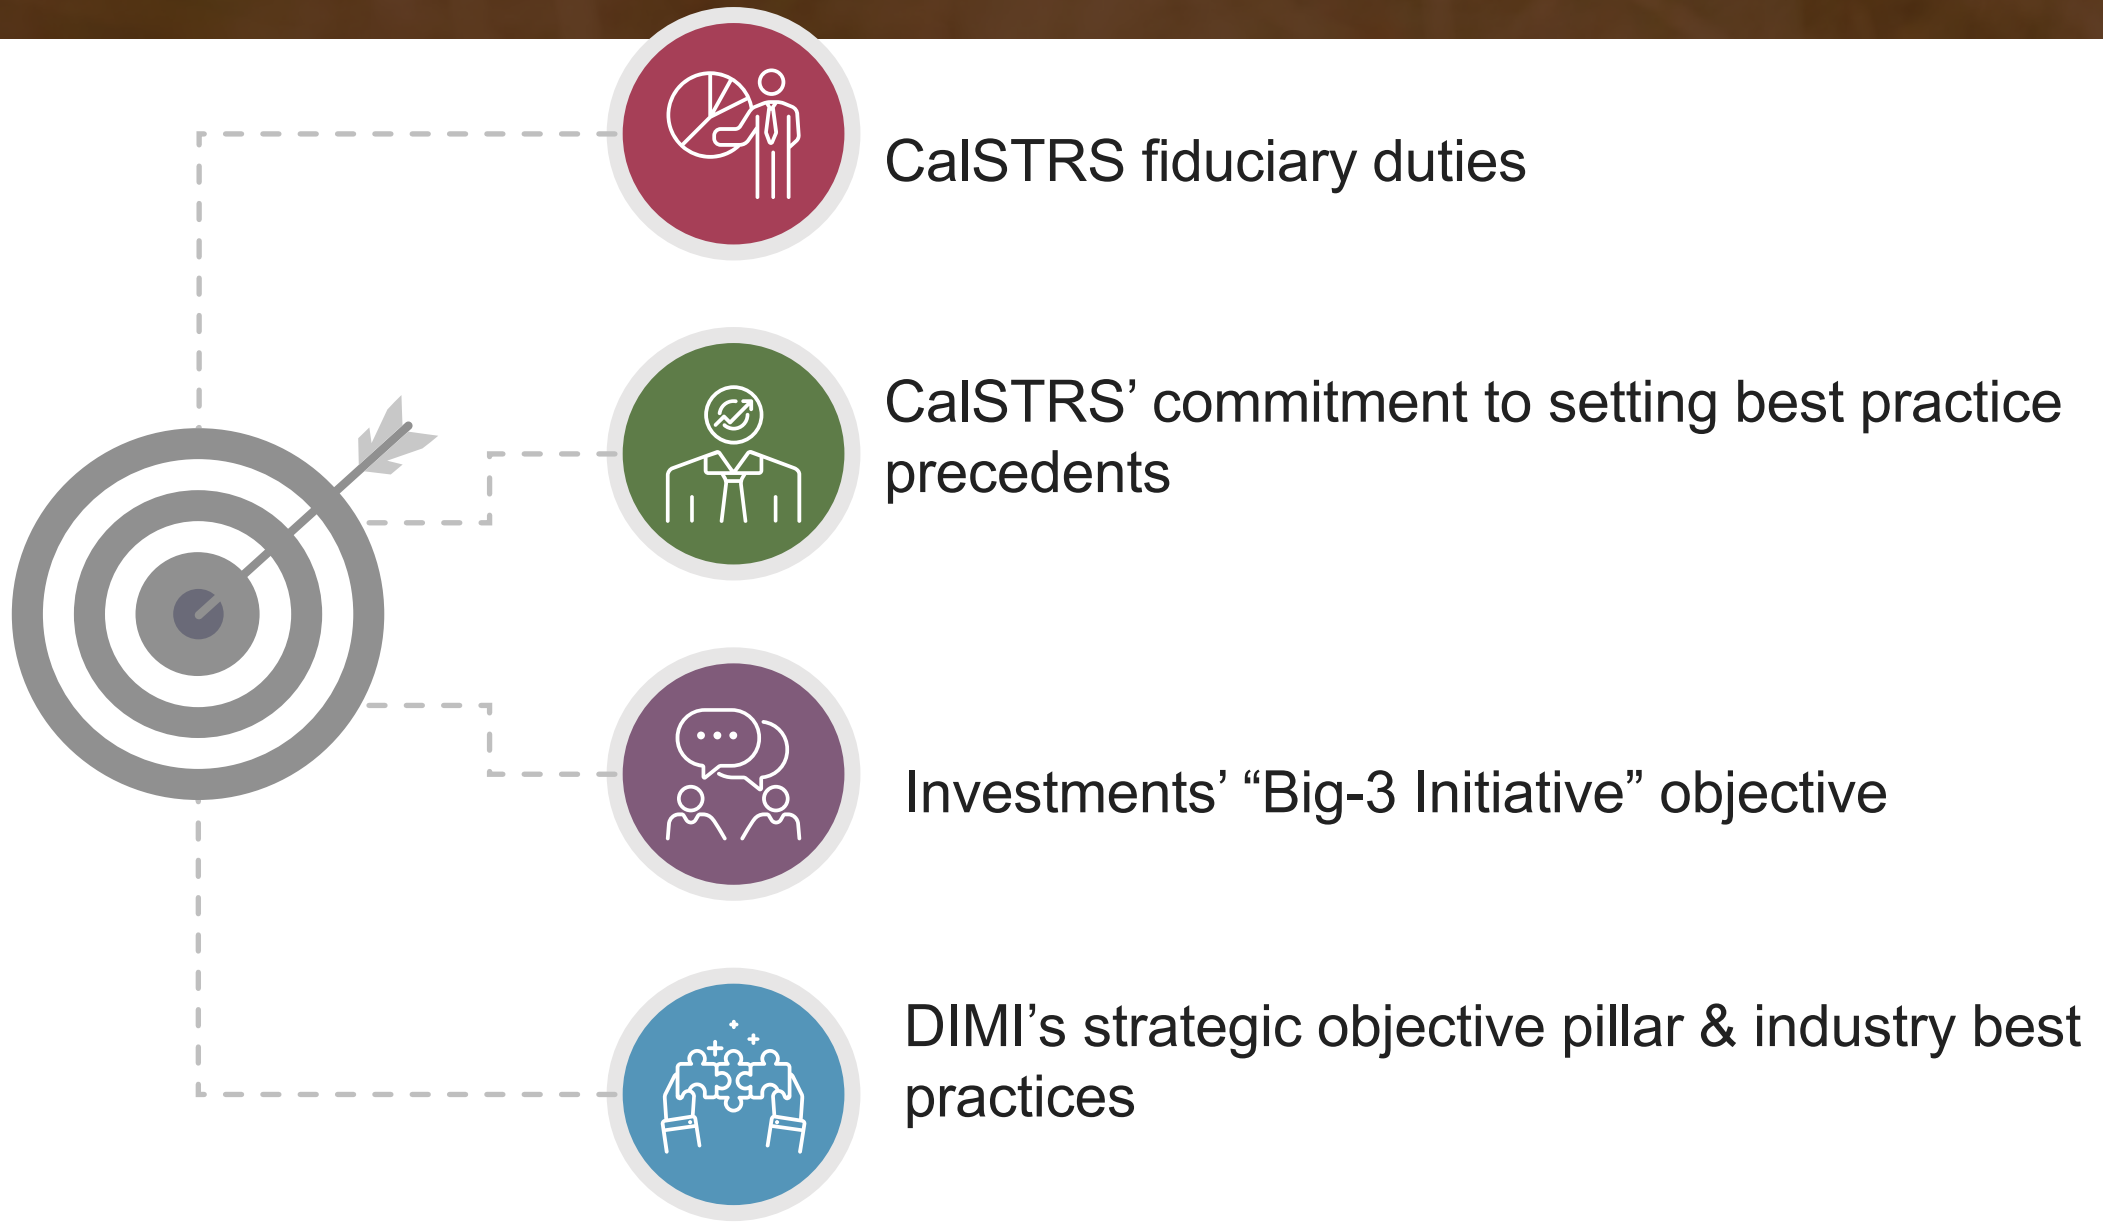 CalSTRS fiduciary duties
CalSTRS’ commitment to setting best practice
precedents
Investments’ “Big-3 Initiative” objective
DIMI’s strategic objective pillar & industry best
practices